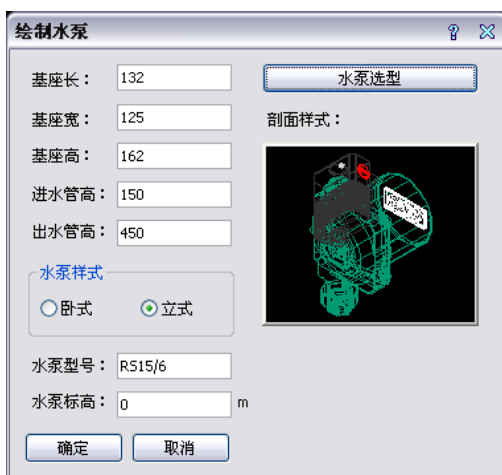 绘制水泵
基座长： 132
水泵选型
基座宽： 125
剖面样式：
基座高： 162
进水管高： 150
出水管高： 450
水泵样式
卧式 立式
水泵型号： RS15/6
水泵标高： 0 m
确定 取消